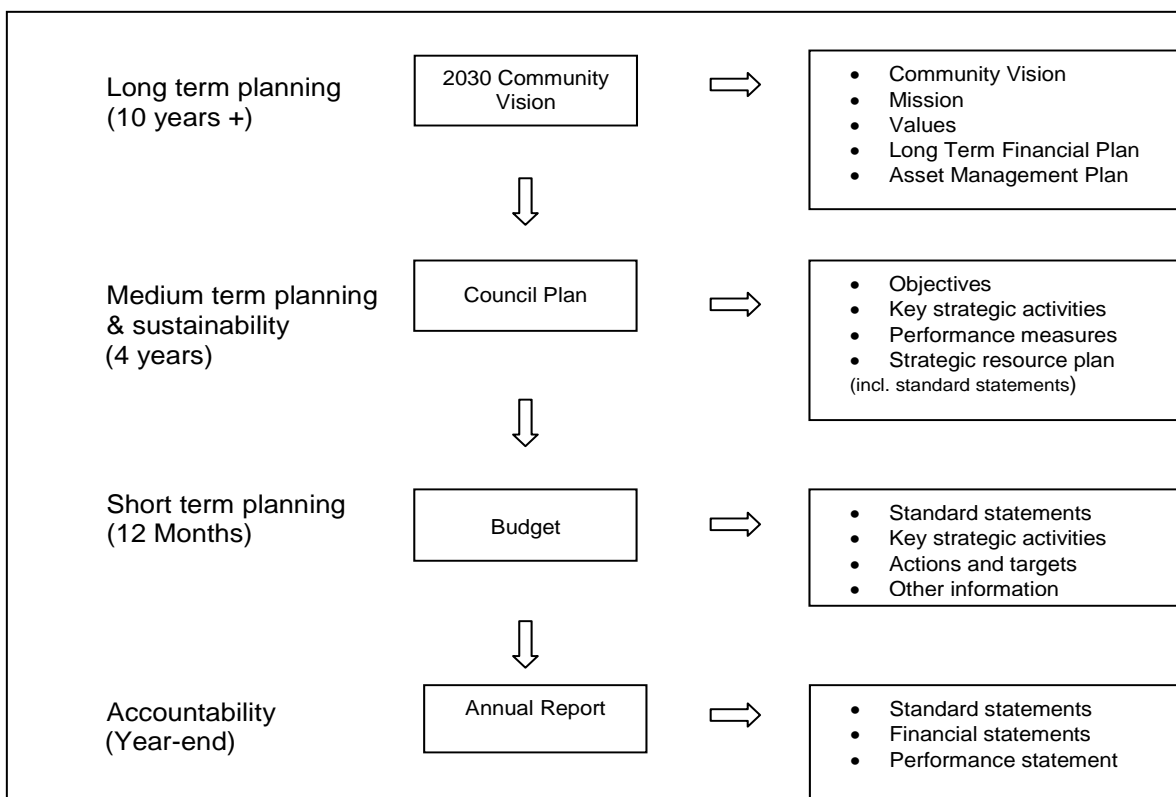 Long term planning
(10 years +)
2030 Community
Vision
• Community Vision
• Mission
• Values
• Long Term Financial Plan
• Asset Management Plan
Medium term planning
& sustainability
(4 years)
Council Plan
• Objectives
• Key strategic activities
• Performance measures
• Strategic resource plan
(incl. standard statements)
Short term planning
(12 Months)
Budget
• Standard statements
• Key strategic activities
• Actions and targets
• Other information
Accountability
(Year-end)
Annual Report
• Standard statements
• Financial statements
• Performance statement